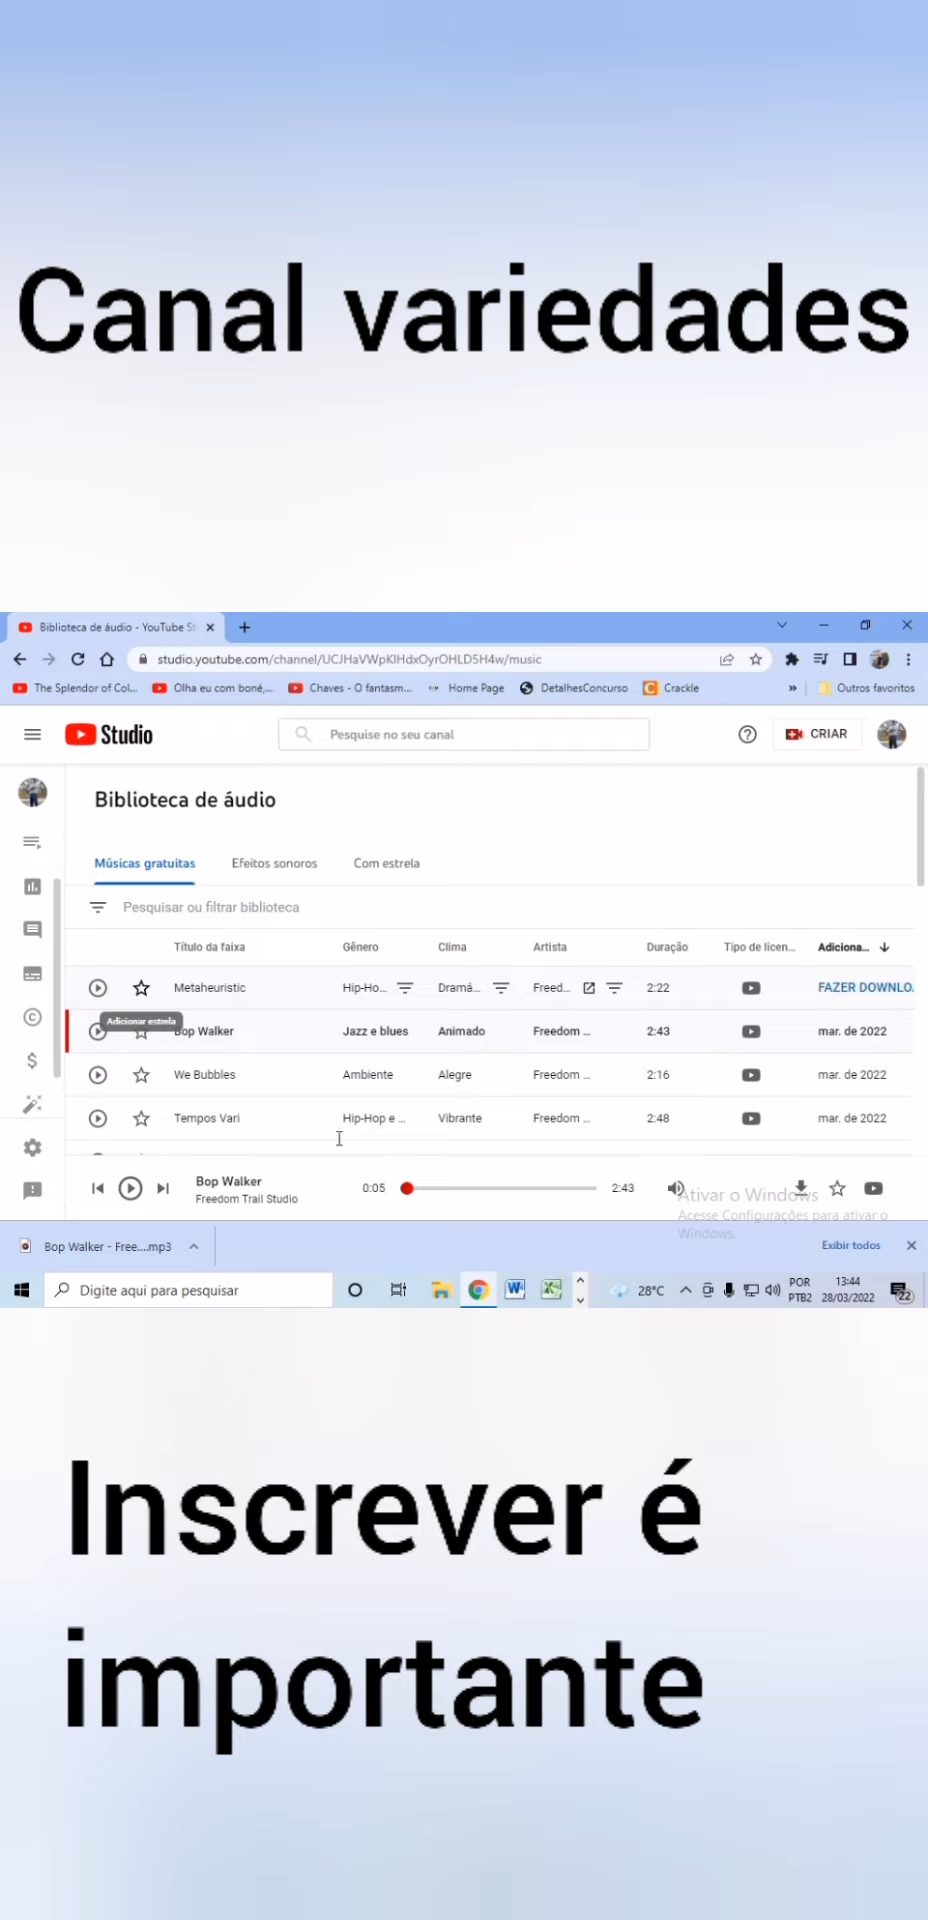 Canal variedades
Biblioteca de áudio - YouTube St
studio.youtube.com/channel/UCJHaVWpKlHdxOyrOHLD5H4w/music
The Splendor of Col... Olha eu com boné,... Chaves - O fantasm... Home Page DetalhesConcurso Crackle » Outros favoritos
Studio Pesquise no seu canal CRIAR
Biblioteca de áudio
Músicas gratuitas Efeitos sonoros Com estrela
Pesquisar ou filtrar biblioteca
Título da faixa Gênero Clima Artista Duração Tipo de licen... Adiciona...
Metaheuristic Hip-Ho... Dramá... Freed... 2:22 FAZER DOWNLO
Adicionar estrela
Bop Walker Jazz e blues Animado Freedom ... 2:43 mar. de 2022
We Bubbles Ambiente Alegre Freedom ... 2:16 mar. de 2022
Tempos Vari Hip-Hop e ... Vibrante Freedom ... 2:48 mar. de 2022
Bop Walker
Freedom Trail Studio
0:05 2:43
Ativar o Windows
Acesse Configurações para ativar o
Windows.
Bop Walker - Free....mp3 Exibir todos
Digite aqui para pesquisar 28°C POR 13:44
PTB2 28/03/2022 22
Inscrever é
importante